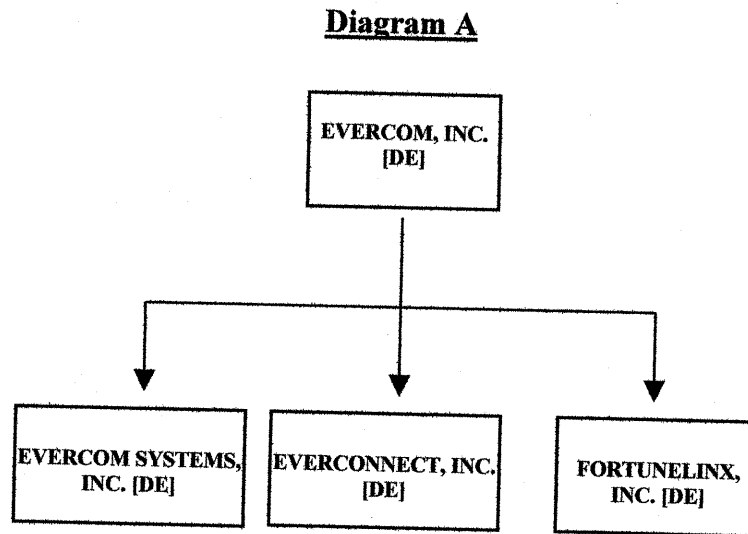 Diagram A
EVERCOM, INC.
[DE]
EVERCOM SYSTEMS,
INC. [DE]
EVERCONNECT, INC.
[DE]
FORTUNELINX,
INC. [DE]